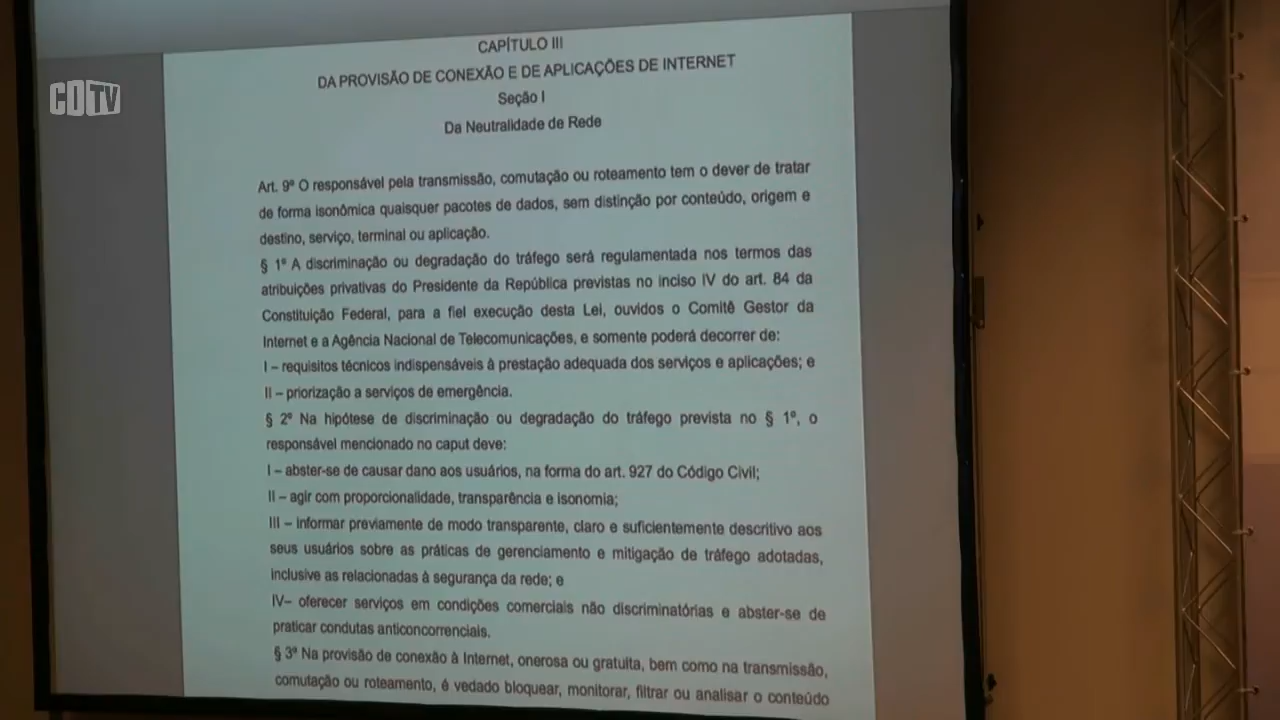 CDTV
CAPÍTULO III
DA PROVISÃO DE CONEXÃO E DE APLICAÇÕES DE INTERNET
Seção I
Da Neutralidade de Rede
Art. 9º O responsável pela transmissão, comutação ou roteamento tem o dever de tratar
de forma isonômica quaisquer pacotes de dados, sem distinção por conteúdo, origem e
destino, serviço, terminal ou aplicação.
§ 1º A discriminação ou degradação do tráfego será regulamentada nos termos das
atribuições privativas do Presidente da República previstas no inciso IV do art. 84 da
Constituição Federal, para a fiel execução desta Lei, ouvidos o Comitê Gestor da
Internet e a Agência Nacional de Telecomunicações, e somente poderá decorrer de:
I – requisitos técnicos indispensáveis à prestação adequada dos serviços e aplicações; e
II – priorização a serviços de emergência.
§ 2º Na hipótese de discriminação ou degradação do tráfego prevista no § 1º, o
responsável mencionado no caput deve:
I – abster-se de causar dano aos usuários, na forma do art. 927 do Código Civil;
II – agir com proporcionalidade, transparência e isonomia;
III – informar previamente de modo transparente, claro e suficientemente descritivo aos
seus usuários sobre as práticas de gerenciamento e mitigação de tráfego adotadas,
inclusive as relacionadas à segurança da rede; e
IV– oferecer serviços em condições comerciais não discriminatórias e abster-se de
praticar condutas anticoncorrenciais.
§ 3º Na provisão de conexão à Internet, onerosa ou gratuita, bem como na transmissão,
comutação ou roteamento, é vedado bloquear, monitorar, filtrar ou analisar o conteúdo